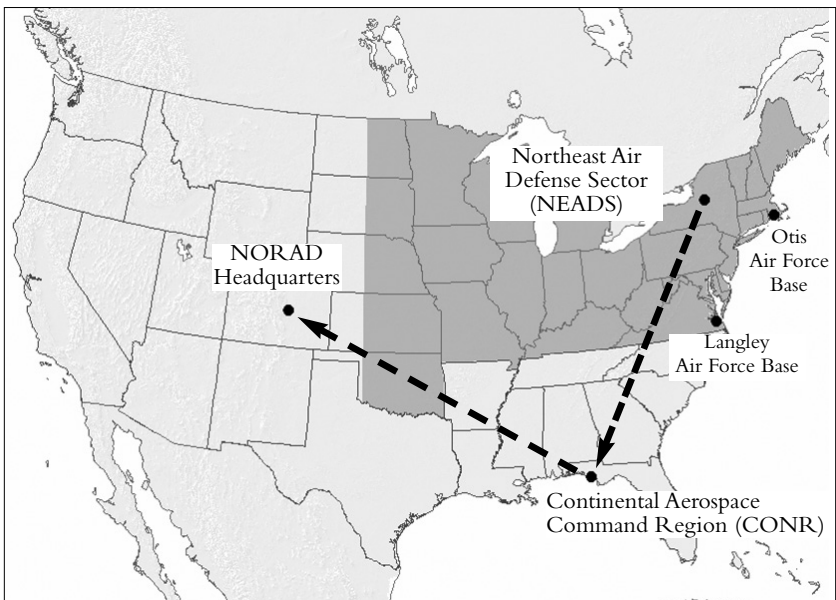 Northeast Air
Defense Sector
(NEADS)
NORAD
Headquarters
Otis
Air Force
Base
Langley
Air Force Base
Continental Aerospace
Command Region (CONR)